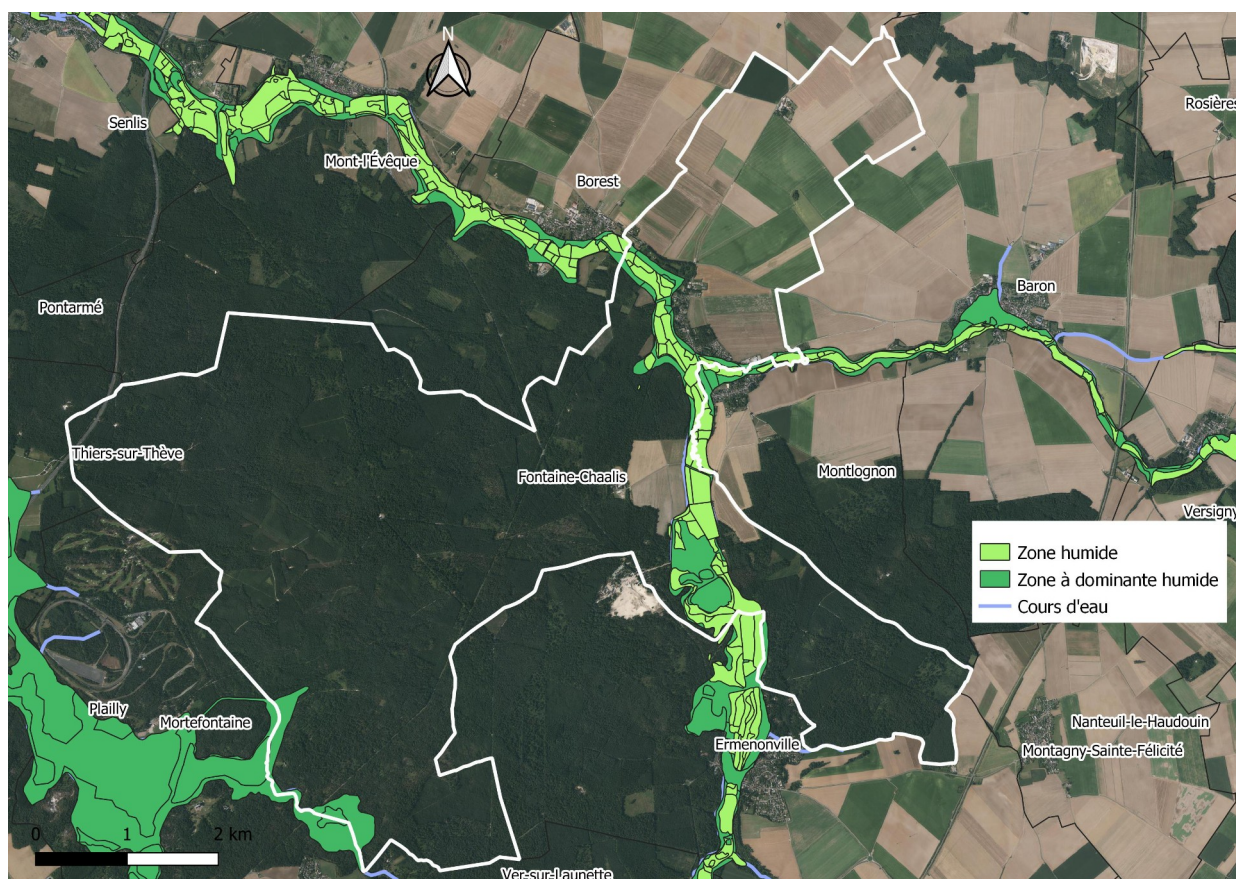 N
Rosières
Senlis
Mont-l'Évêque
Borest
Baron
Pontarmé
Thiers-sur-Thève
Fontaine-Chaalis
Montlognon
Versigny
Zone humide
Zone à dominante humide
Cours d'eau
Plailly
Mortefontaine
Nanteuil-le-Haudouin
Ermenonville
Montagny-Sainte-Félicité
0 1 2 km
Ver-sur-Launette